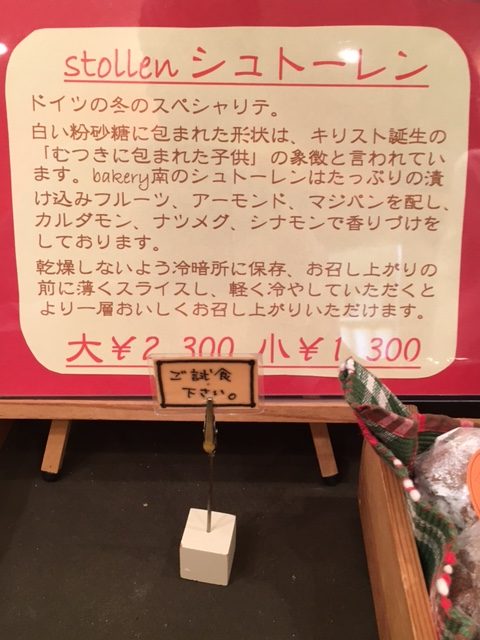 stollen シュトーレン
ドイツの冬のスペシャリテ。
白い粉砂糖に包まれた形状は、キリスト誕生の
「むつきに包まれた子供」の象徴と言われてい
ます。bakery南のシュトーレンはたっぷりの漬
け込みフルーツ、アーモンド、マジパンを配し、
カルダモン、ナツメグ、シナモンで香りづけを
しております。
乾燥しないよう冷暗所に保存、お召し上がりの
前に薄くスライスし、軽く冷やしていただくと
より一層おいしくお召し上がりいただけます。
大¥2,300 小¥1,300
ご試食
下さい。